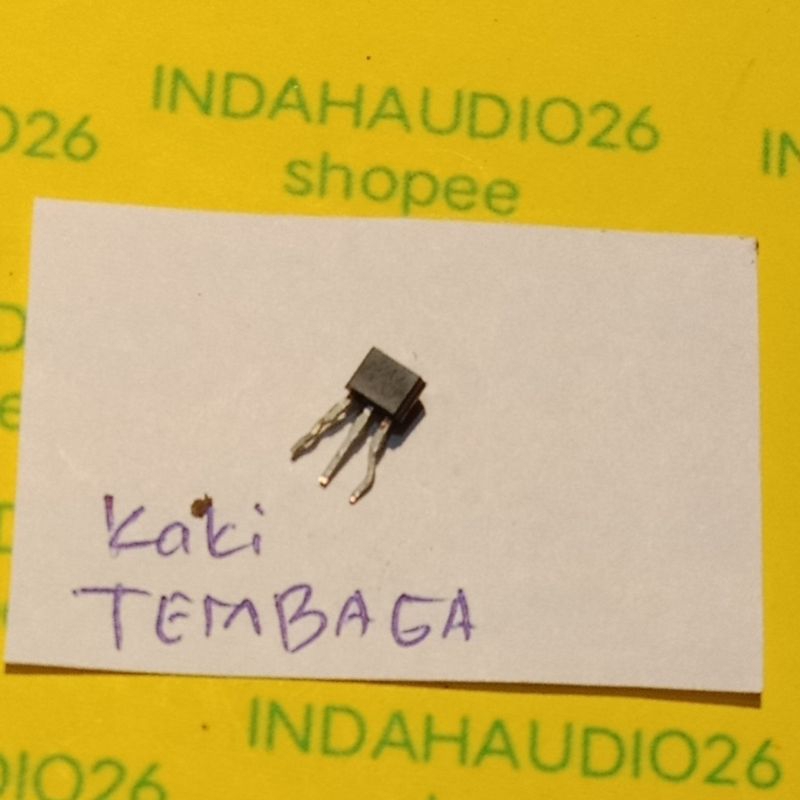 INDAHAUDIO26
shopee
O26
IN
Kaki
TEMBAGA
INDAHAUDIO26
DIO26